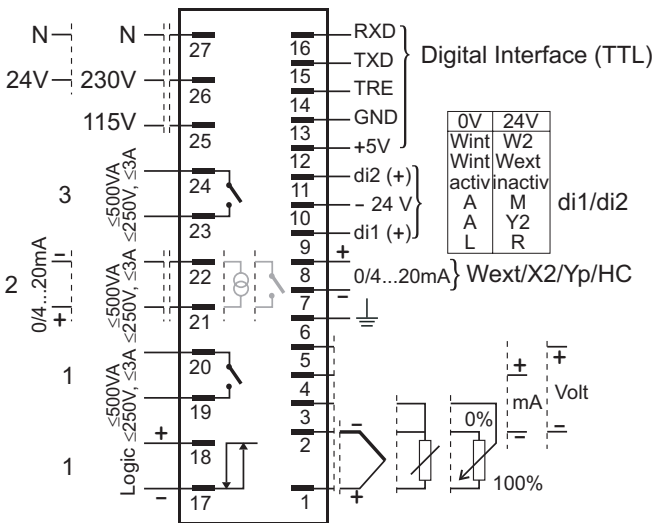 N N 27 16 RXD
24V 230V 26 15 TXD
115V 25 14 TRE
13 GND
12 +5V
Digital Interface (TTL)
0V 24V
Wint W2
Wint Wext
activ inactiv
A M
A Y2
L R
di1/di2
3 ≤500VA ≤250V, ≤3A 24 23
11 di2 (+)
10 – 24 V
9 di1 (+)
2 0/4...20mA – + ≤500VA ≤250V, ≤3A 22 21
8 + 0/4...20mA Wext/X2/Yp/HC
7 –
6
1 ≤500VA ≤250V, ≤3A 20 19
5
4
3
2 –
1 +
1 Logic + – 18 17
0%
100%
+ mA –
+ Volt –